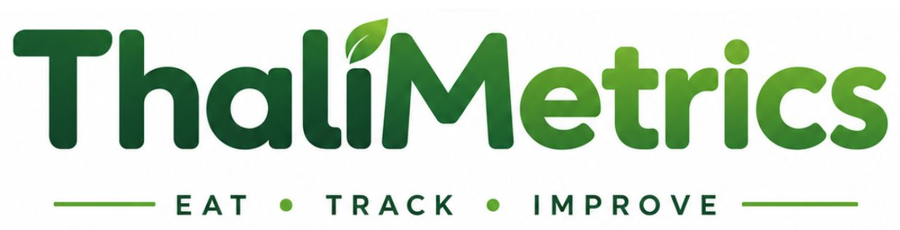 ThaliMetrics
EAT • TRACK • IMPROVE